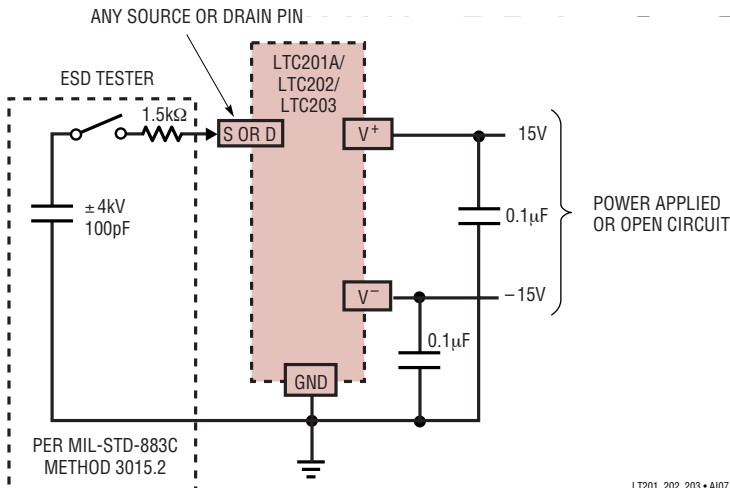 ANY SOURCE OR DRAIN PIN
ESD TESTER
LTC201A/
LTC202/
LTC203
1.5kΩ
S OR D
V+
15V
±4kV
100pF
0.1µF
POWER APPLIED
OR OPEN CIRCUIT
V–
–15V
0.1µF
GND
PER MIL-STD-883C
METHOD 3015.2
LT201_202_203 • AI07